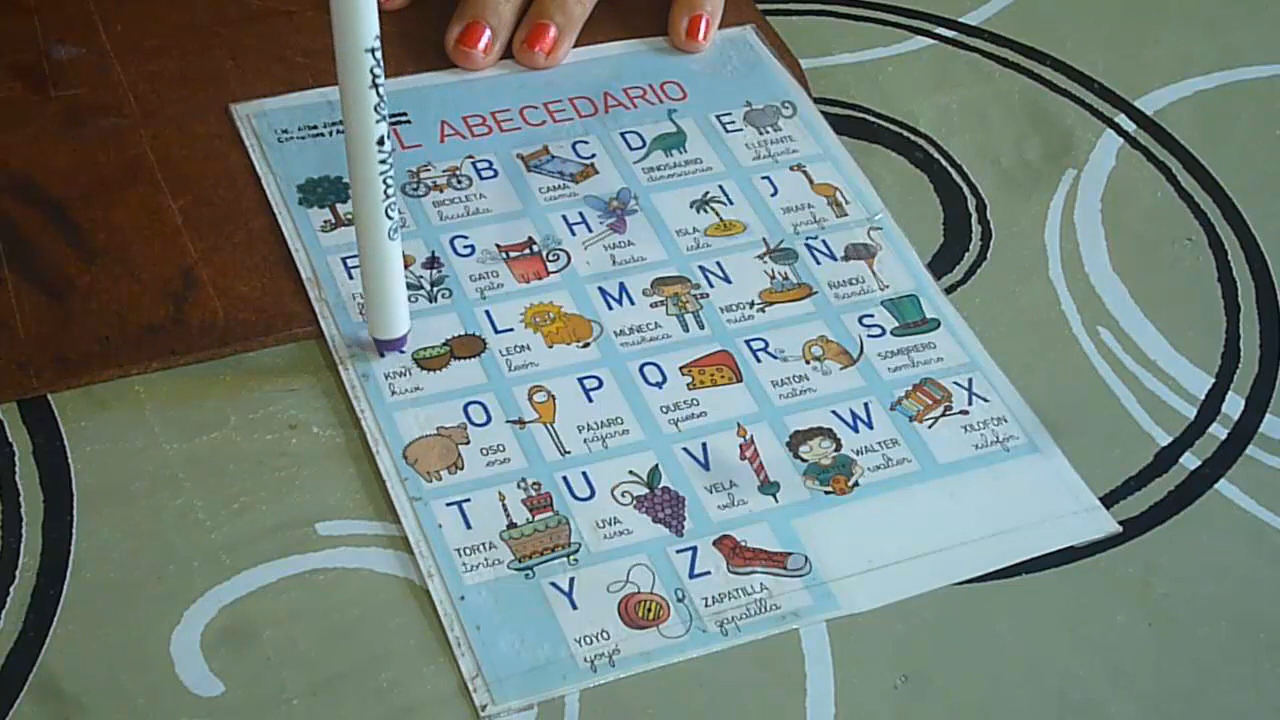 L ABECEDARIO
B
BICICLETA
bicicleta
C
CAMA
cama
D
DINOSAURIO
dinosaurio
E
ELEFANTE
elefante
F
G
GATO
gato
H
HADA
hada
I
ISLA
isla
J
JIRAFA
jirafa
K
KIWI
kiwi
L
LEÓN
león
M
MUÑECA
muñeca
N
NIDO
nido
Ñ
ÑANDÚ
ñandú
O
OSO
oso
P
PÁJARO
pájaro
Q
QUESO
queso
R
RATÓN
ratón
S
SOMBRERO
sombrero
T
TORTA
torta
U
UVA
uva
V
VELA
vela
W
WALTER
walter
X
XILOFÓN
xilofón
Y
YOYÓ
yoyó
Z
ZAPATILLA
zapatilla